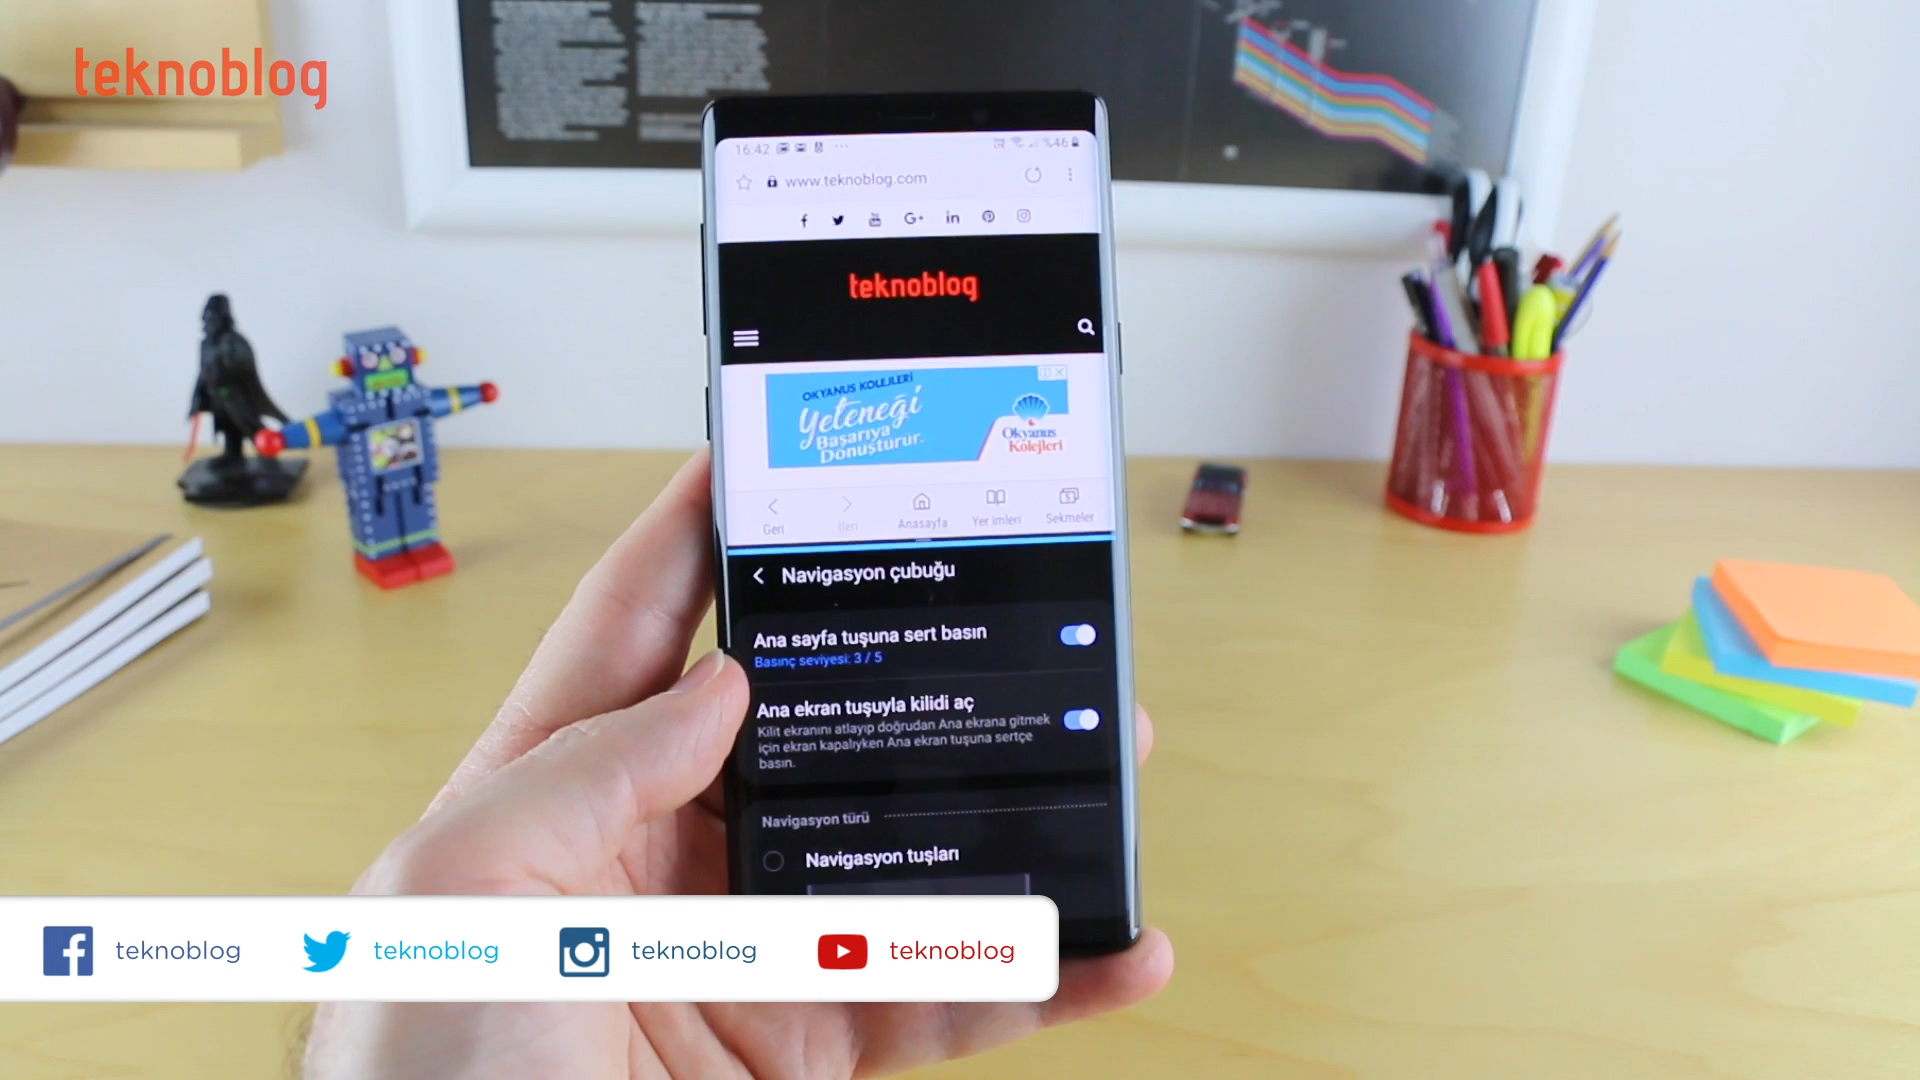 teknoblog
16:42
%46
www.teknoblog.com
teknoblog
OKYANUS KOLEJLERİ
Yeteneği
Başarıya
Dönüştürür.
Okyanus
Kolejleri
Geri
İleri
Anasayfa
Yer imleri
Sekmeler
Navigasyon çubuğu
Ana sayfa tuşuna sert basın
Basınç seviyesi: 3 / 5
Ana ekran tuşuyla kilidi aç
Kilit ekranını atlayıp doğrudan Ana ekrana gitmek
için ekran kapalıyken Ana ekran tuşuna sertçe
basın.
Navigasyon türü
Navigasyon tuşları
teknoblog
teknoblog
teknoblog
teknoblog